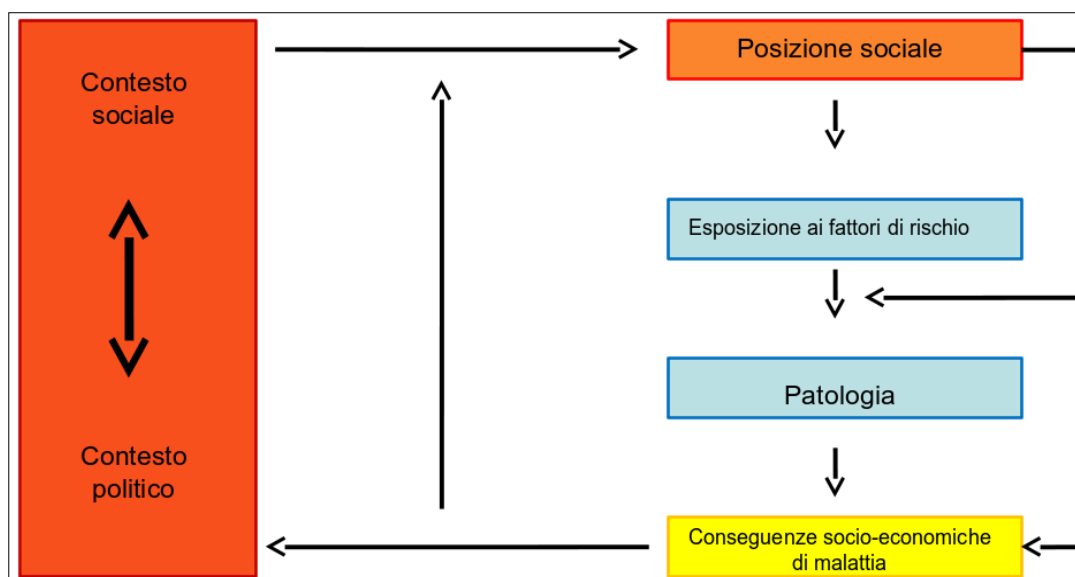 Contesto
sociale
Contesto
politico
Posizione sociale
Esposizione ai fattori di rischio
Patologia
Conseguenze socio-economiche
di malattia